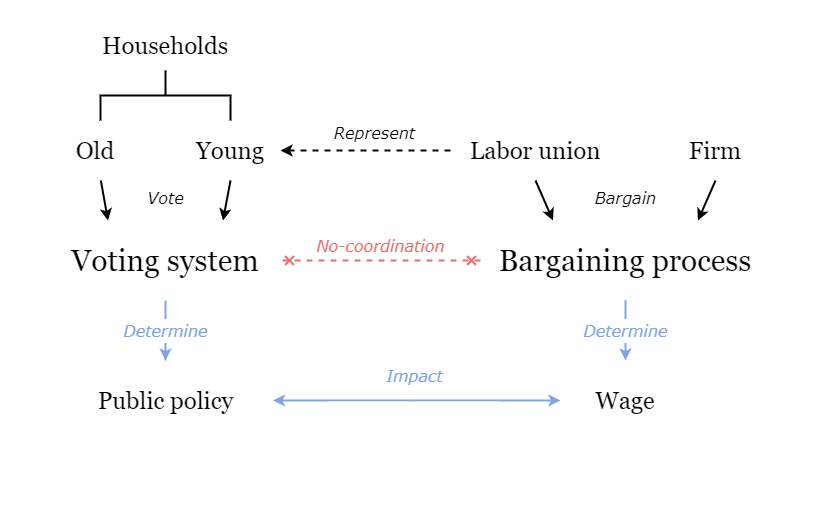 Households
Old
Young
Represent
Labor union
Firm
Vote
Bargain
Voting system
No-coordination
Bargaining process
Determine
Determine
Impact
Public policy
Wage